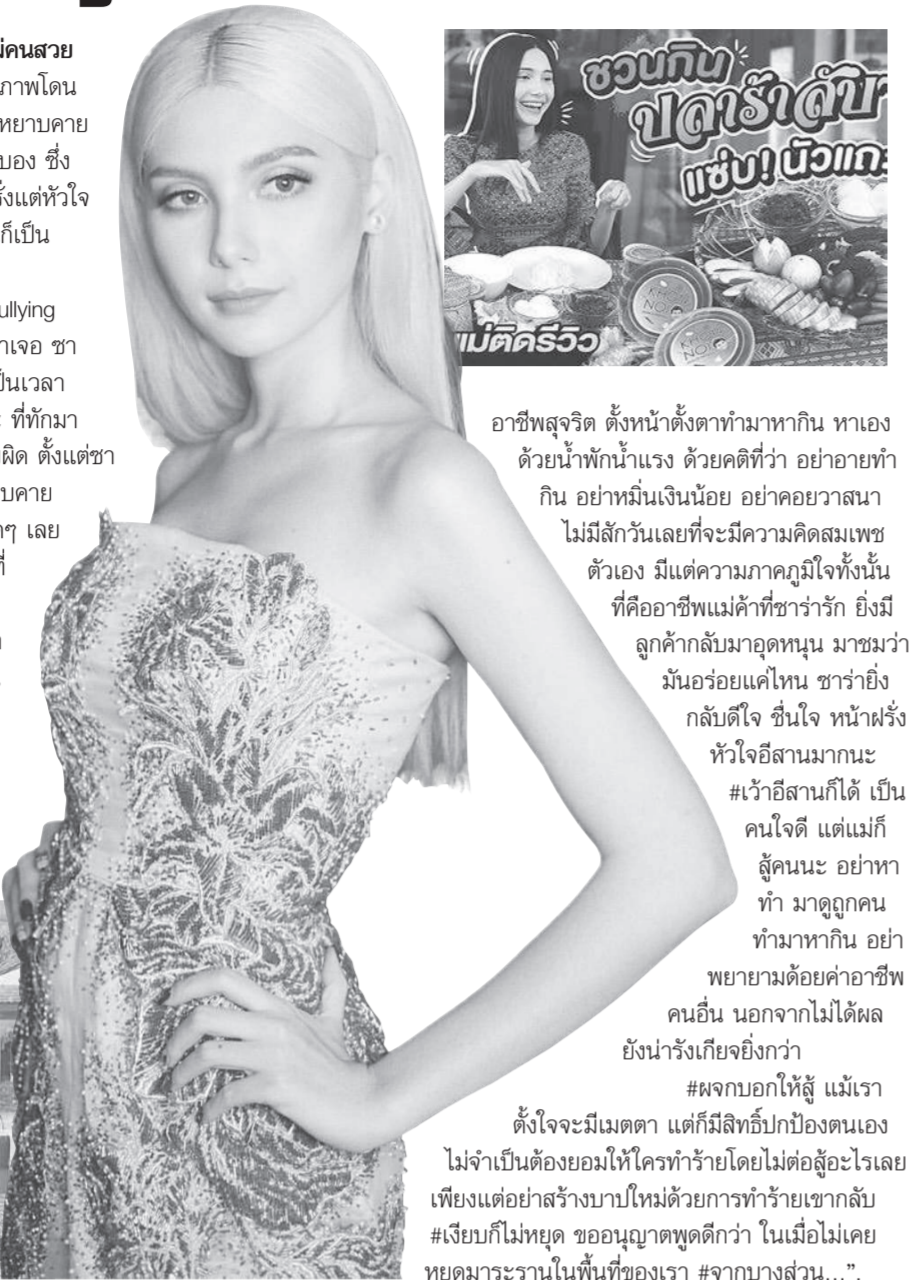 ม่คนสวย
ภาพโดน
หยาบคาย
บอง ซึ่ง
รั่งแต่หัวใจ
ก็เป็น
ullying
าเจอ ซา
ป็นเวลา
ที่ทักมา
ผิด ตั้งแต่ซา
บคาย
ๆ เลย
ที่
ชวนกิน
ปลาร้าสับ
แซ่บ! นัวแถ
แม่ติดรีวิว
อาชีพสุจริต ตั้งหน้าตั้งตาทำมาหากิน หาเอง
ด้วยน้ำพักน้ำแรง ด้วยคติที่ว่า อย่าอายทำ
กิน อย่าหมิ่นเงินน้อย อย่าคอยวาสนา
ไม่มีสักวันเลยที่จะมีความคิดสมเพช
ตัวเอง มีแต่ความภาคภูมิใจทั้งนั้น
ที่คืออาชีพแม่ค้าที่ซาร่ารัก ยิ่งมี
ลูกค้ากลับมาอุดหนุน มาชมว่า
มันอร่อยแค่ไหน ซาร่ายิ่ง
กลับดีใจ ชื่นใจ หน้าฝรั่ง
หัวใจอีสานมากนะ
#เว้าอีสานก็ได้ เป็น
คนใจดี แต่แม่ก็
สู้คนนะ อย่าหา
ทำ มาดูถูกคน
ทำมาหากิน อย่า
พยายามด้อยค่าอาชีพ
คนอื่น นอกจากไม่ได้ผล
ยังน่ารังเกียจยิ่งกว่า
#ผจกบอกให้สู้ แม้เรา
ตั้งใจจะมีเมตตา แต่ก็มีสิทธิ์ปกป้องตนเอง
ไม่จำเป็นต้องยอมให้ใครทำร้ายโดยไม่ต่อสู้อะไรเลย
เพียงแต่อย่าสร้างบาปใหม่ด้วยการทำร้ายเขากลับ
#เงียบก็ไม่หยุด ขออนุญาตพูดดีกว่า ในเมื่อไม่เคย
หยุดมาระรานในพื้นที่ของเรา #จากบางส่วน...".